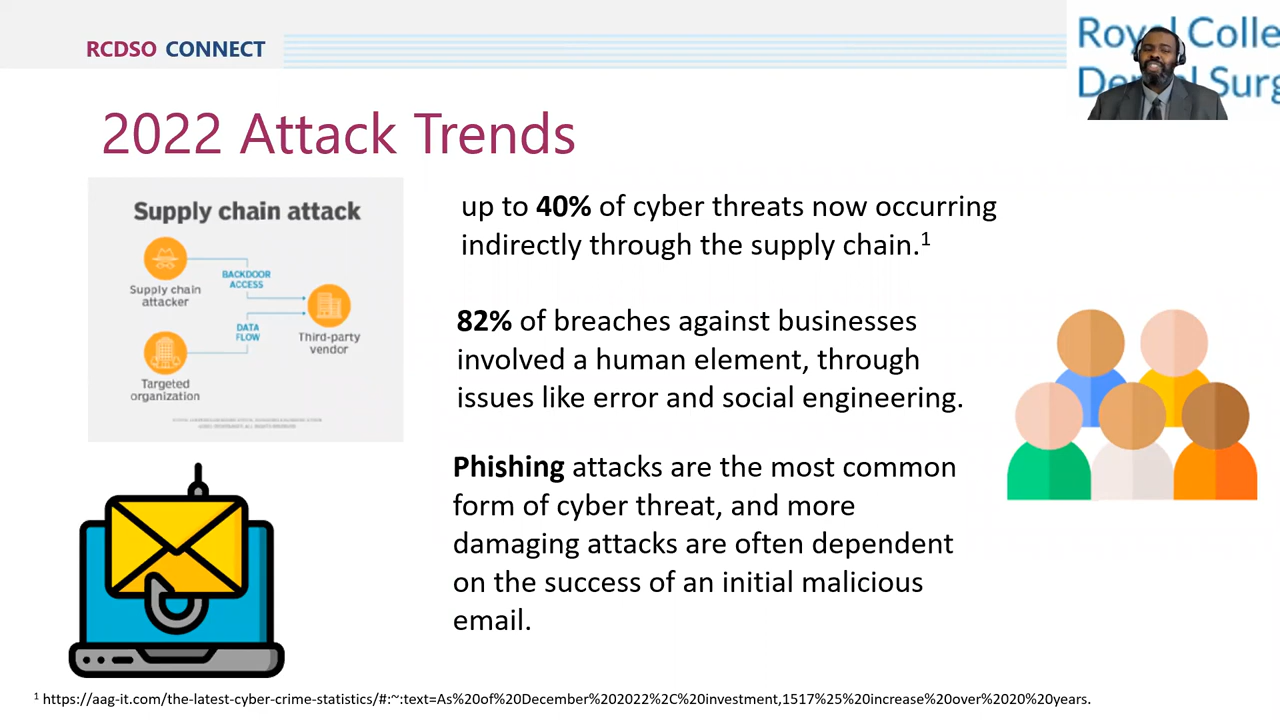 RCDSO CONNECT
Royal Colle
Dental Surg
2022 Attack Trends
Supply chain attack
BACKDOOR
ACCESS
Supply chain
attacker
DATA
FLOW
Third-party
vendor
Targeted
organization
up to 40% of cyber threats now occurring
indirectly through the supply chain.¹
82% of breaches against businesses
involved a human element, through
issues like error and social engineering.
Phishing attacks are the most common
form of cyber threat, and more
damaging attacks are often dependent
on the success of an initial malicious
email.
¹ https://aag-it.com/the-latest-cyber-crime-statistics/#:~:text=As%20of%20December%202022%2C%20investment,1517%25%20increase%20over%2020%20years.